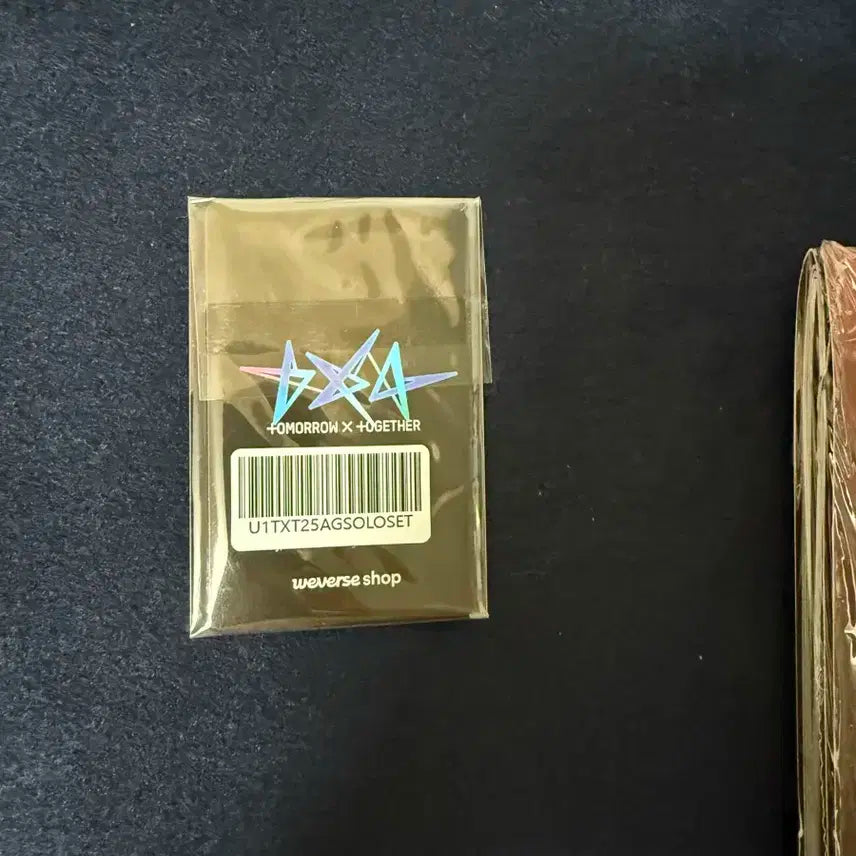 TOMORROW X TOGETHER
U1TXT25AGSOLOSET
weverse shop